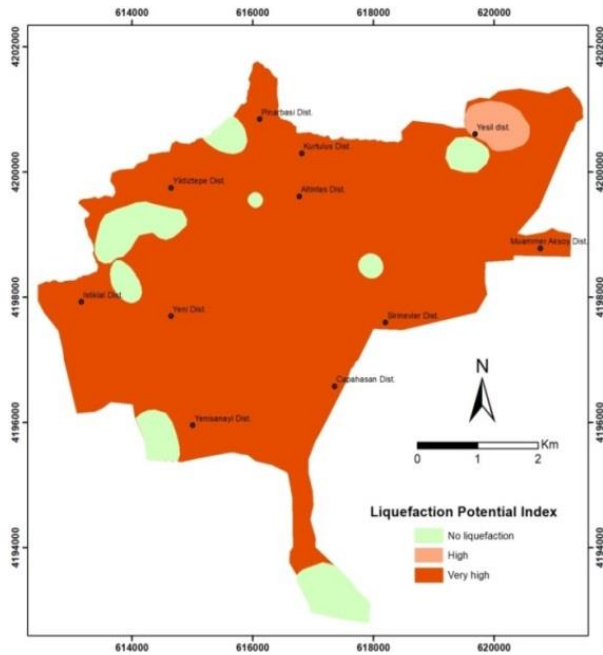 614000 616000 618000 620000
4202000 4202000
Pinarbasi Dist.
Yesil dist.
Kurtulus Dist.
4200000 4200000
Yildiztepe Dist.
Altintas Dist.
Muammer Aksoy Dist.
4198000 4198000
Istiklal Dist.
Yeni Dist.
Sirinevler Dist.
Capahasan Dist.
N
4196000 4196000
Yenisanayi Dist.
Km
0 1 2
Liquefaction Potential Index
No liquefaction
High
Very high
4194000 4194000
614000 616000 618000 620000